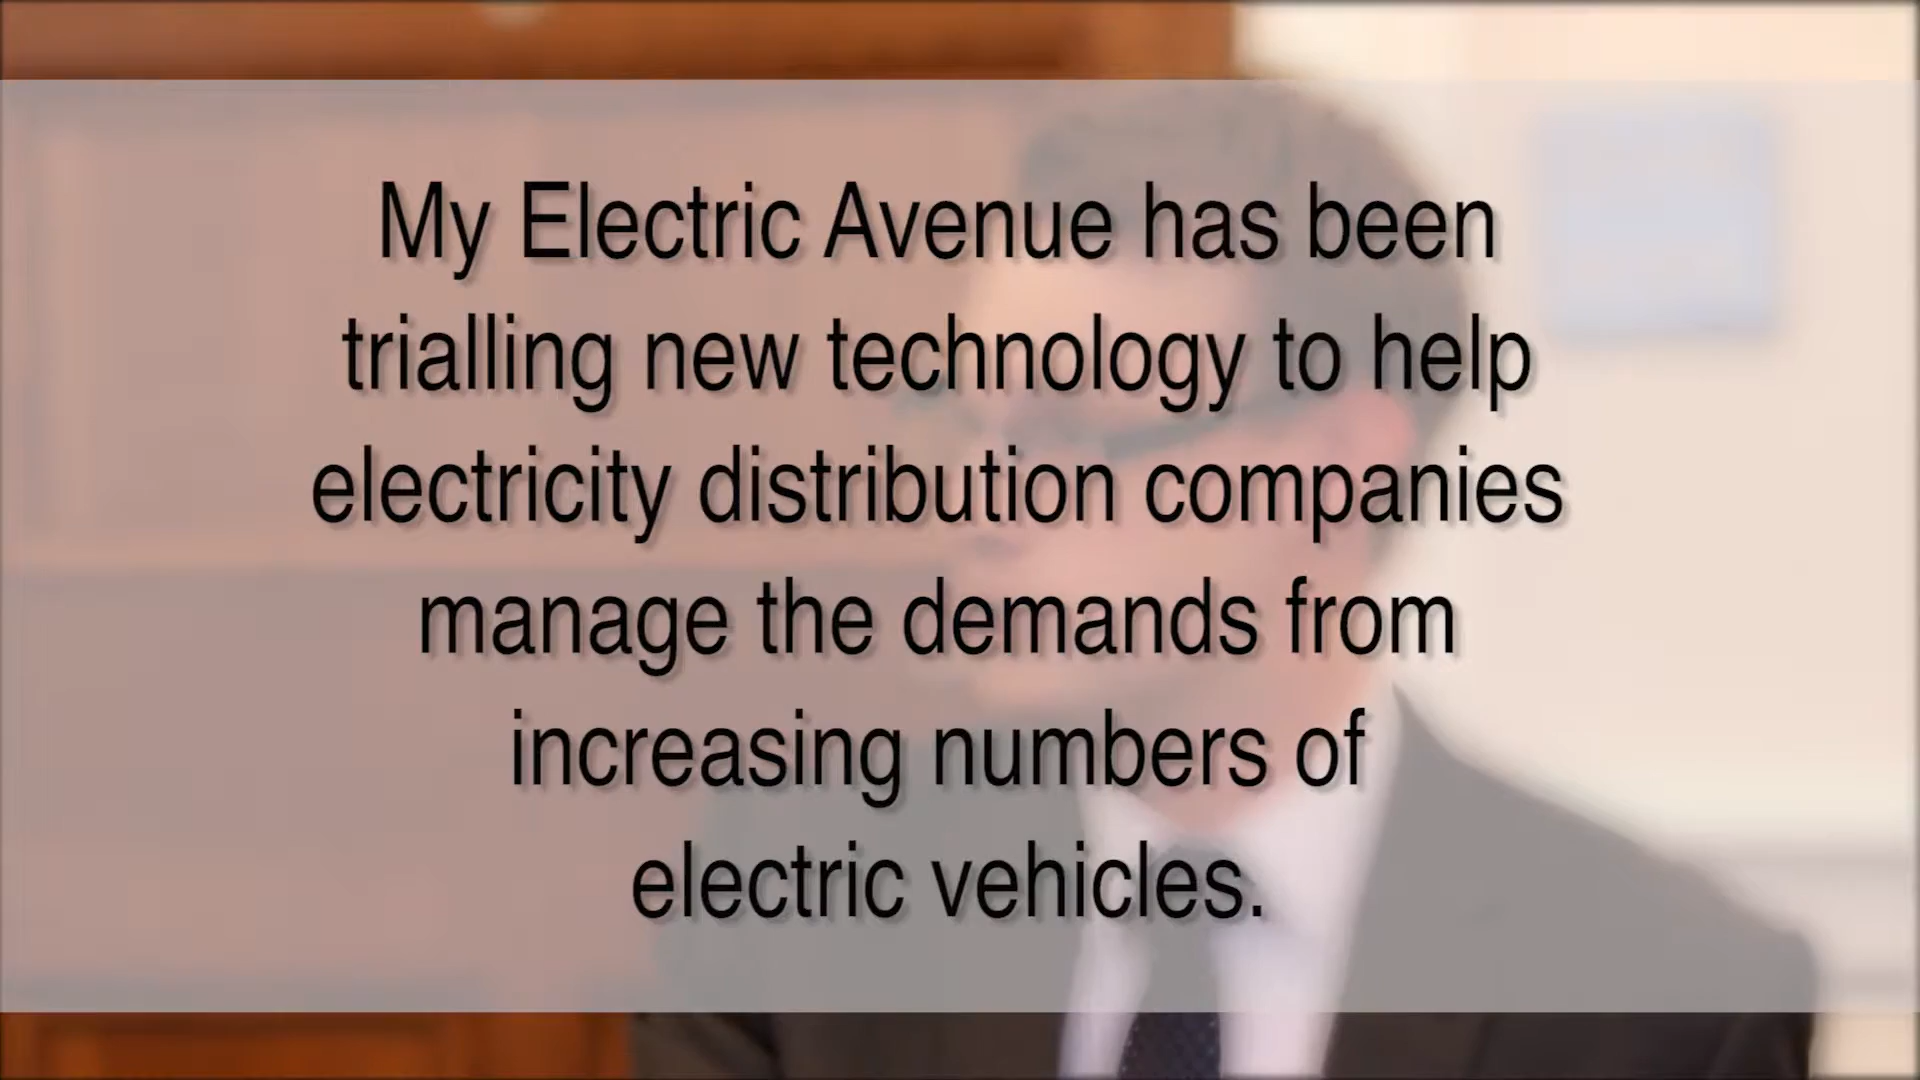 My Electric Avenue has been
trialling new technology to help
electricity distribution companies
manage the demands from
increasing numbers of
electric vehicles.